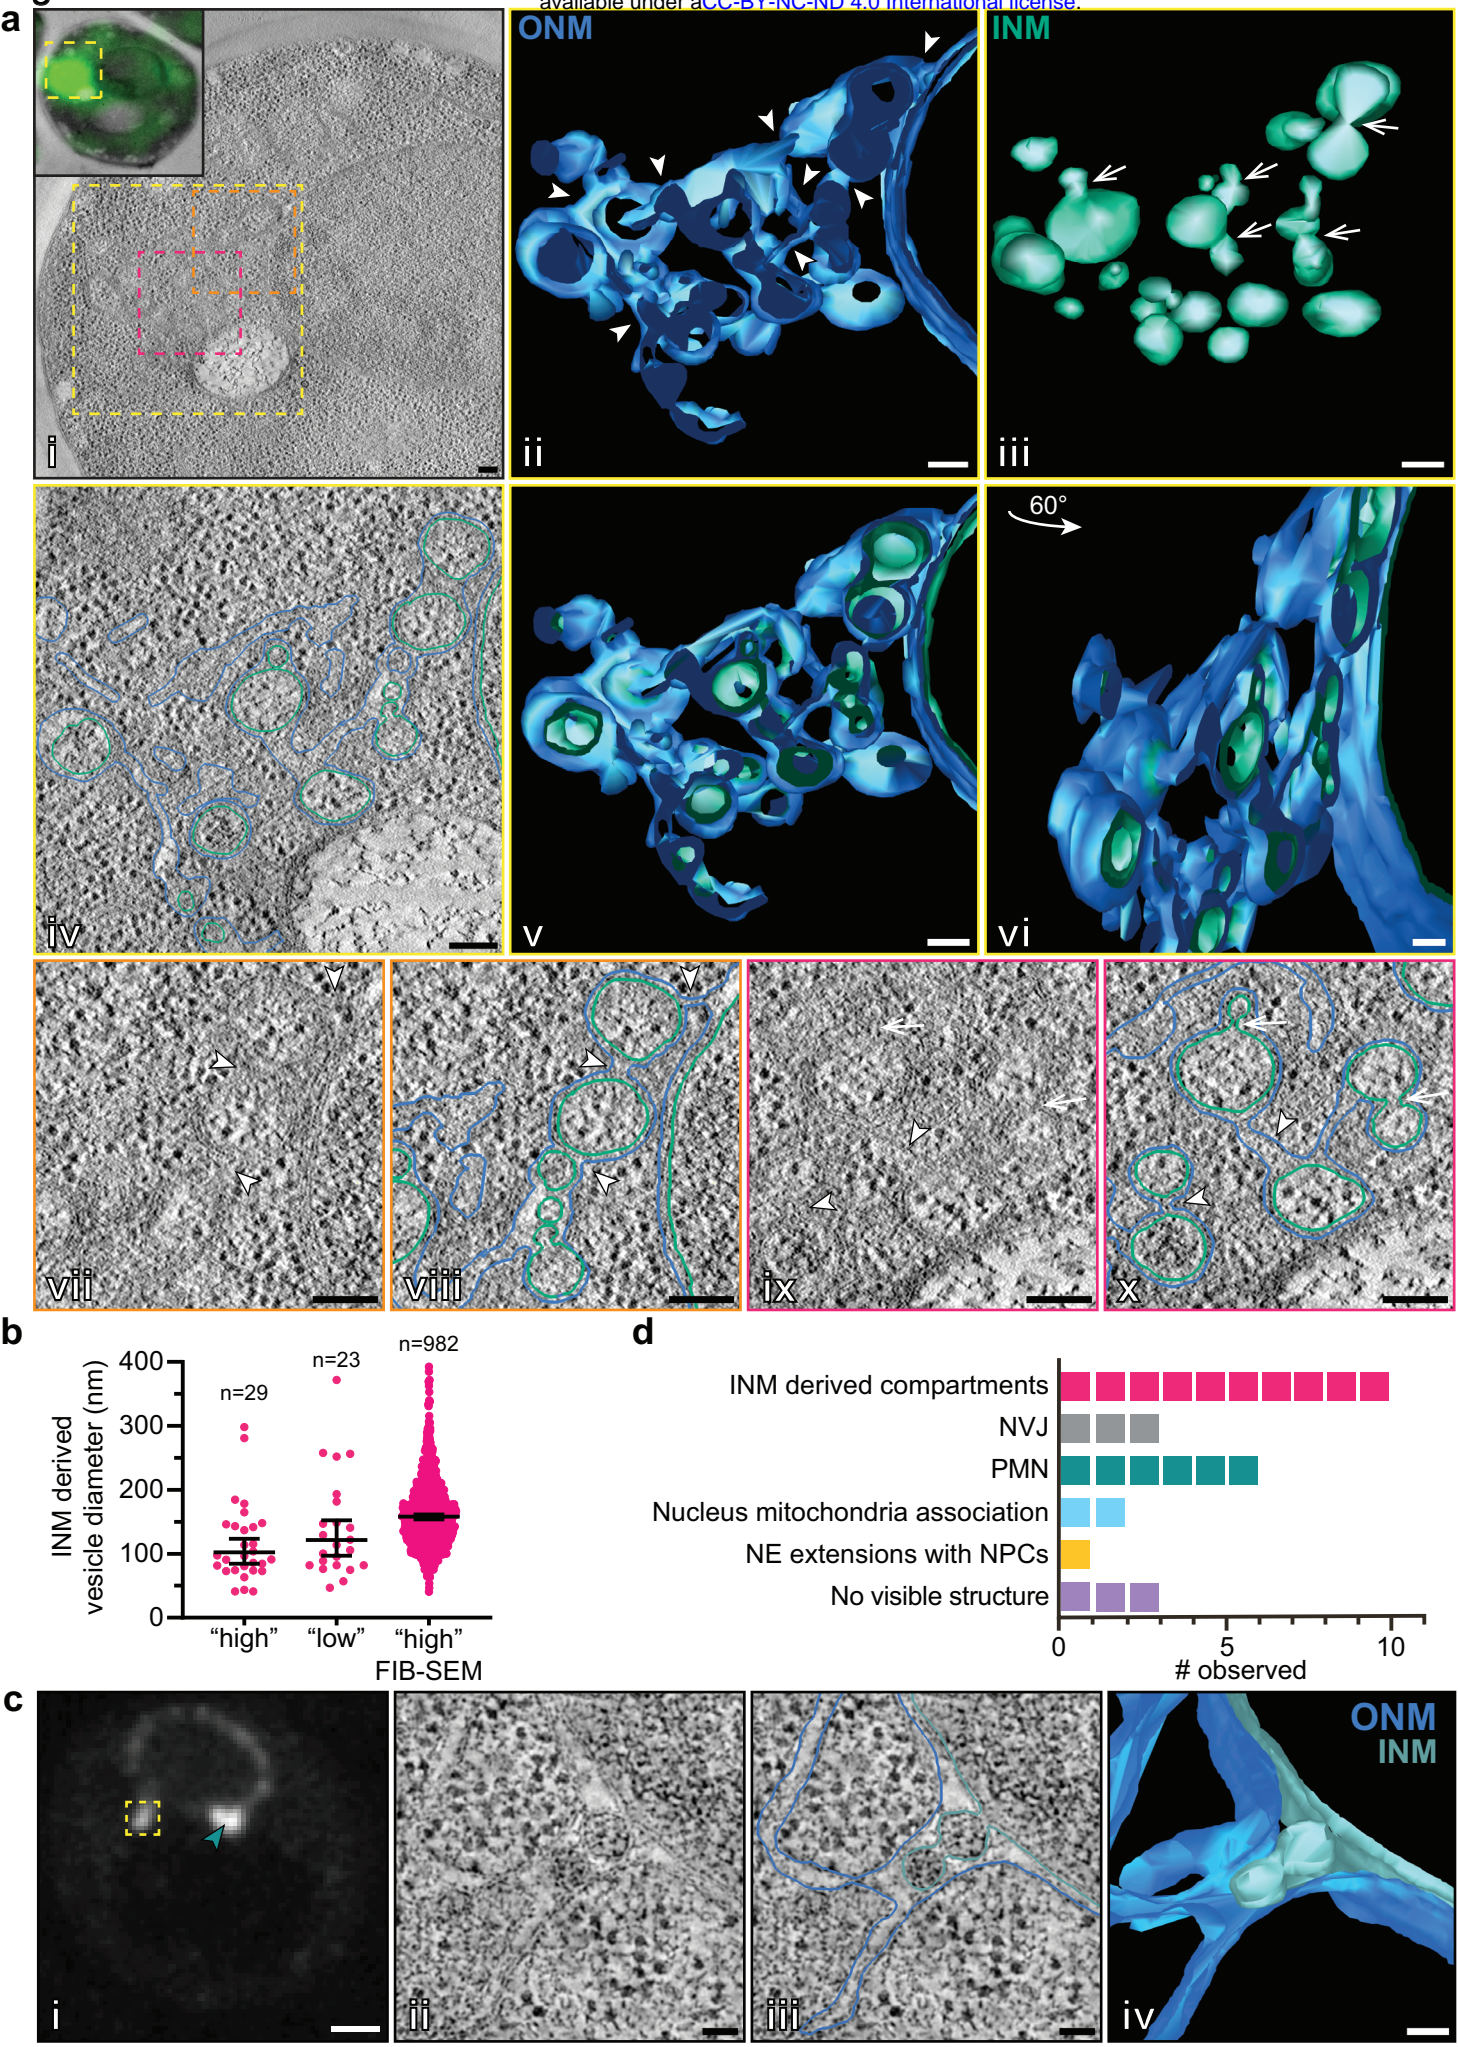 available under aCC-BY-NC-ND 4.0 International license.
a
ONM
INM
i
ii
iii
60°
iv
v
vi
vii
viii
ix
x
b
d
400
300
200
100
0
INM derived
vesicle diameter (nm)
n=29
n=23
n=982
“high”
“low”
“high”
FIB-SEM
INM derived compartments
NVJ
PMN
Nucleus mitochondria association
NE extensions with NPCs
No visible structure
0
5
10
# observed
c
ONM
INM
i
ii
iii
iv